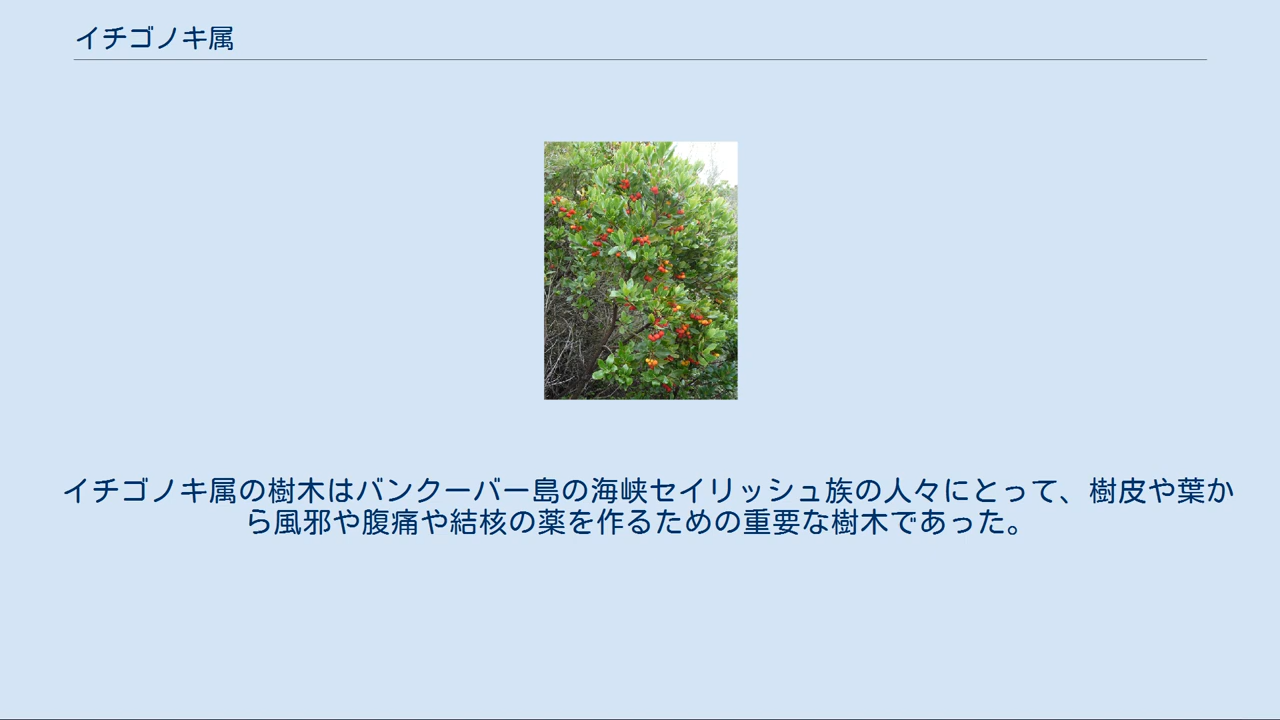 イチゴノキ属
イチゴノキ属の樹木はバンクーバー島の海峡セイリッシュ族の人々にとって、樹皮や葉か
ら風邪や腹痛や結核の薬を作るための重要な樹木であった。